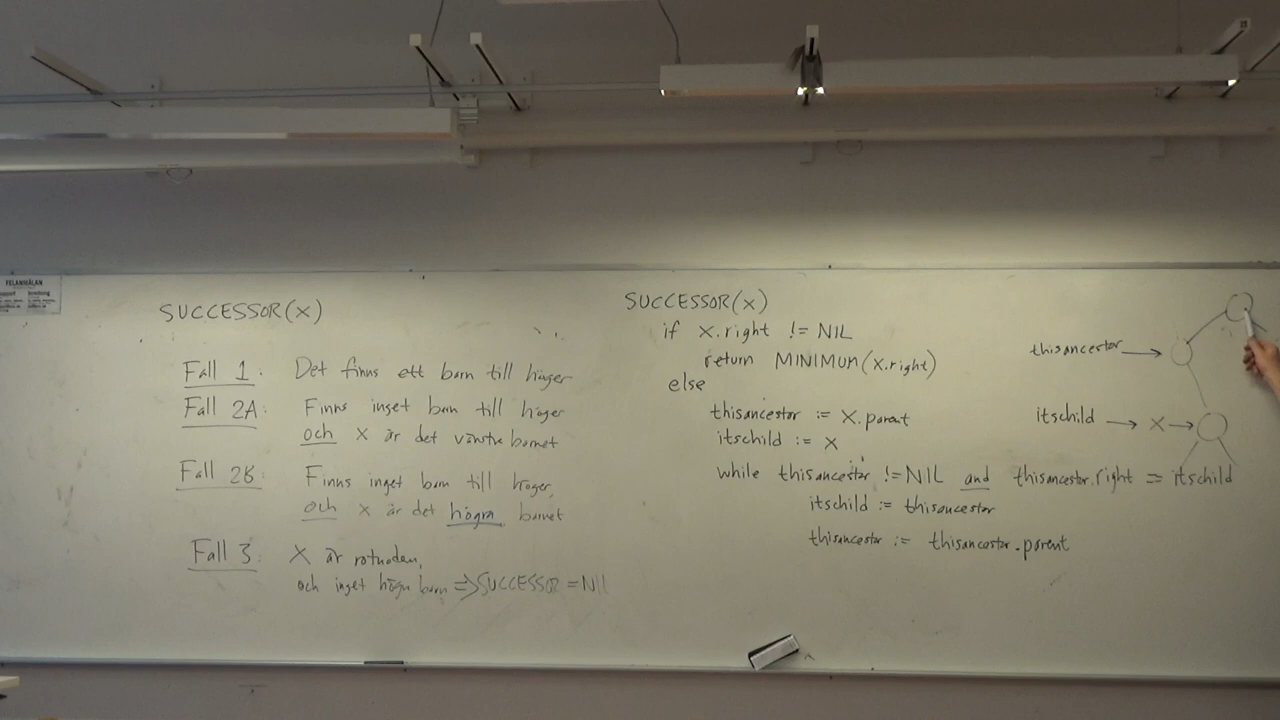 FELANMÄLAN
SUCCESSOR(x)
Fall 1: Det finns ett barn till höger
Fall 2A: Finns inget barn till höger
och x är det vänstra barnet
Fall 2B: Finns inget barn till höger,
och x är det högra barnet
Fall 3: X är rotnoden,
och inget högra barn => SUCCESSOR = NIL
SUCCESSOR(x)
if x.right != NIL
return MINIMUM(x.right)
else
thisancestor := x.parent
itschild := x
while thisancestor != NIL and thisancestor.right == itschild
itschild := thisancestor
thisancestor := thisancestor.parent
thisancestor
itschild → x →